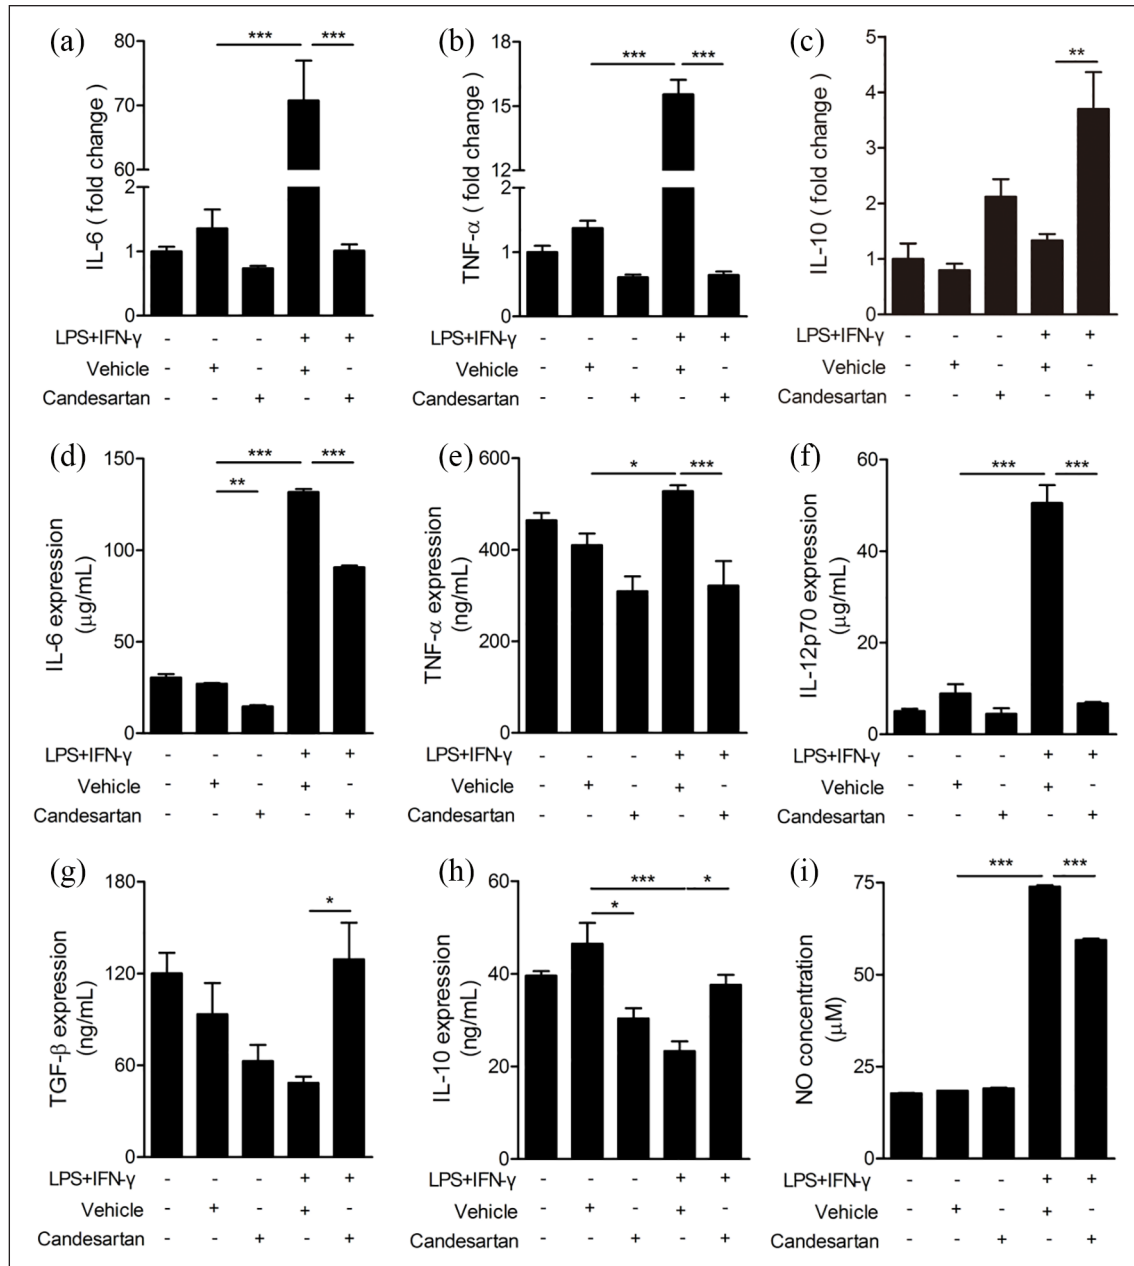 (a)
IL-6 ( fold change )
80
70
60
2
1
0
*** ***
LPS+IFN-γ - - - + +
Vehicle - + - + -
Candesartan - - + - +
(b)
TNF-α ( fold change )
18
15
12
2
1
0
*** ***
- - - + +
- + - + -
- - + - +
(c)
IL-10 ( fold change )
5
4
3
2
1
0
**
LPS+IFN-γ - - - + +
Vehicle - + - + -
Candesartan - - + - +
(d)
IL-6 expression
(μg/mL)
150
100
50
0
*** ***
**
LPS+IFN-γ - - - + +
Vehicle - + - + -
Candesartan - - + - +
(e)
TNF-α expression
(ng/mL)
600
400
200
0
* ***
LPS+IFN-γ - - - + +
Vehicle - + - + -
Candesartan - - + - +
(f)
IL-12p70 expression
(μg/mL)
60
40
20
0
*** ***
LPS+IFN-γ - - - + +
Vehicle - + - + -
Candesartan - - + - +
(g)
TGF-β expression
(ng/mL)
180
120
60
0
*
LPS+IFN-γ - - - + +
Vehicle - + - + -
Candesartan - - + - +
(h)
IL-10 expression
(ng/mL)
60
40
20
0
*** *
*
LPS+IFN-γ - - - + +
Vehicle - + - + -
Candesartan - - + - +
(i)
NO concentration
(μM)
75
50
25
0
*** ***
LPS+IFN-γ - - - + +
Vehicle - + - + -
Candesartan - - + - +